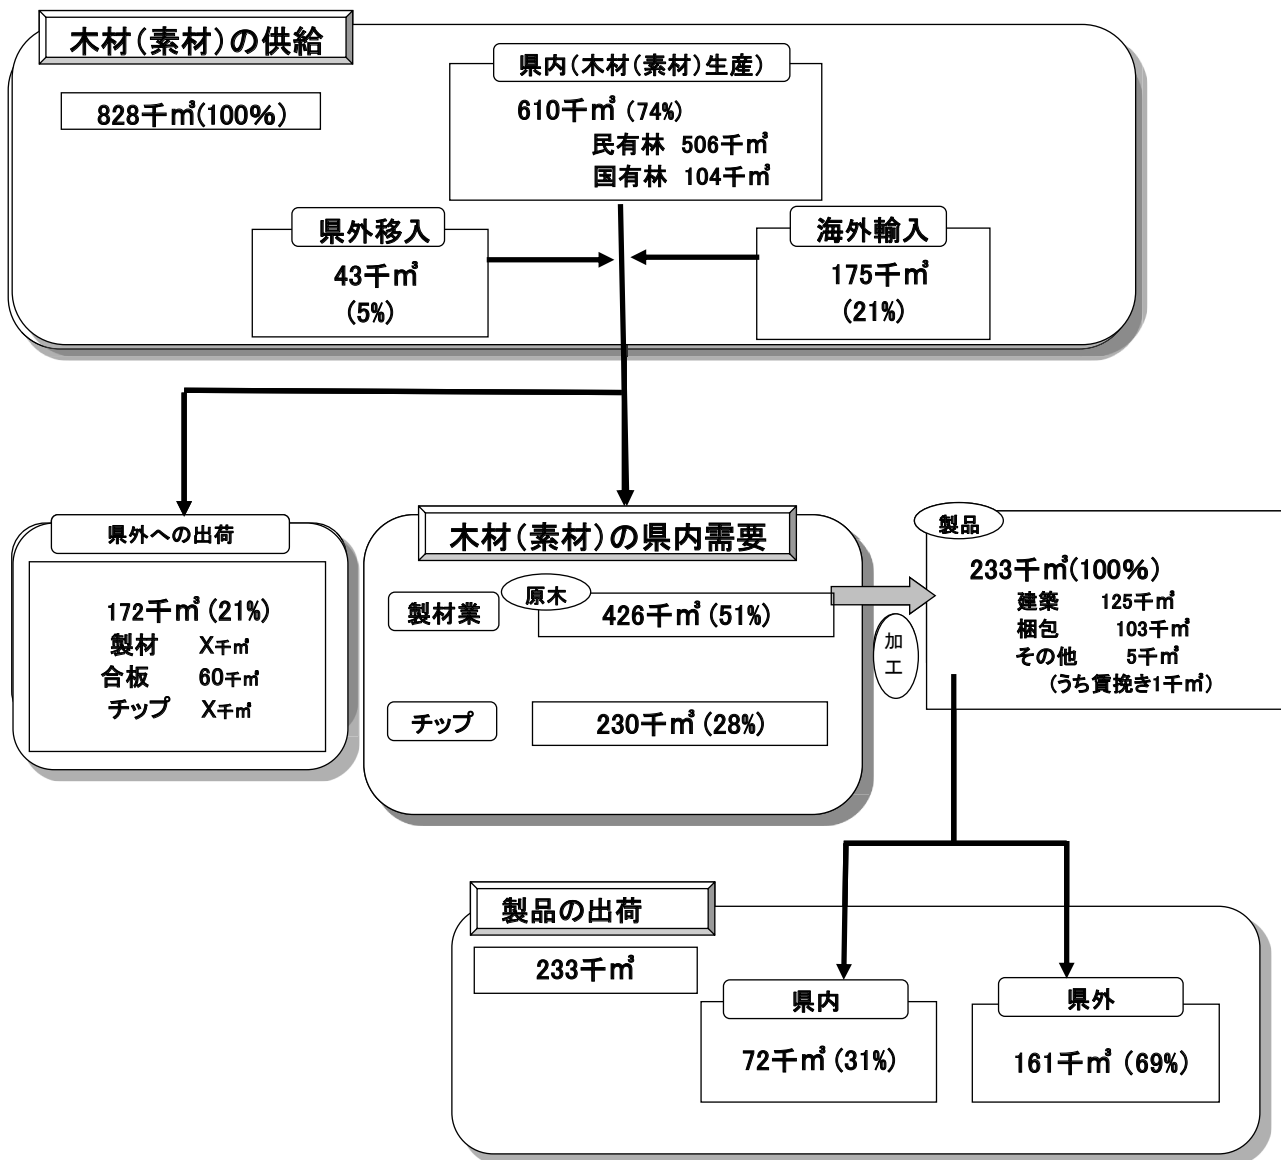 木材(素材)の供給
828千㎥(100%)
県内(木材(素材)生産)
610千㎥ (74%)
民有林 506千㎥
国有林 104千㎥
県外移入
43千㎥
(5%)
海外輸入
175千㎥
(21%)
県外への出荷
172千㎥ (21%)
製材 X千㎥
合板 60千㎥
チップ X千㎥
木材(素材)の県内需要
製材業
原木
426千㎥ (51%)
チップ
230千㎥ (28%)
加
工
製品
233千㎥(100%)
建築 125千㎥
梱包 103千㎥
その他 5千㎥
(うち賃挽き1千㎥)
製品の出荷
233千㎥
県内
72千㎥ (31%)
県外
161千㎥ (69%)